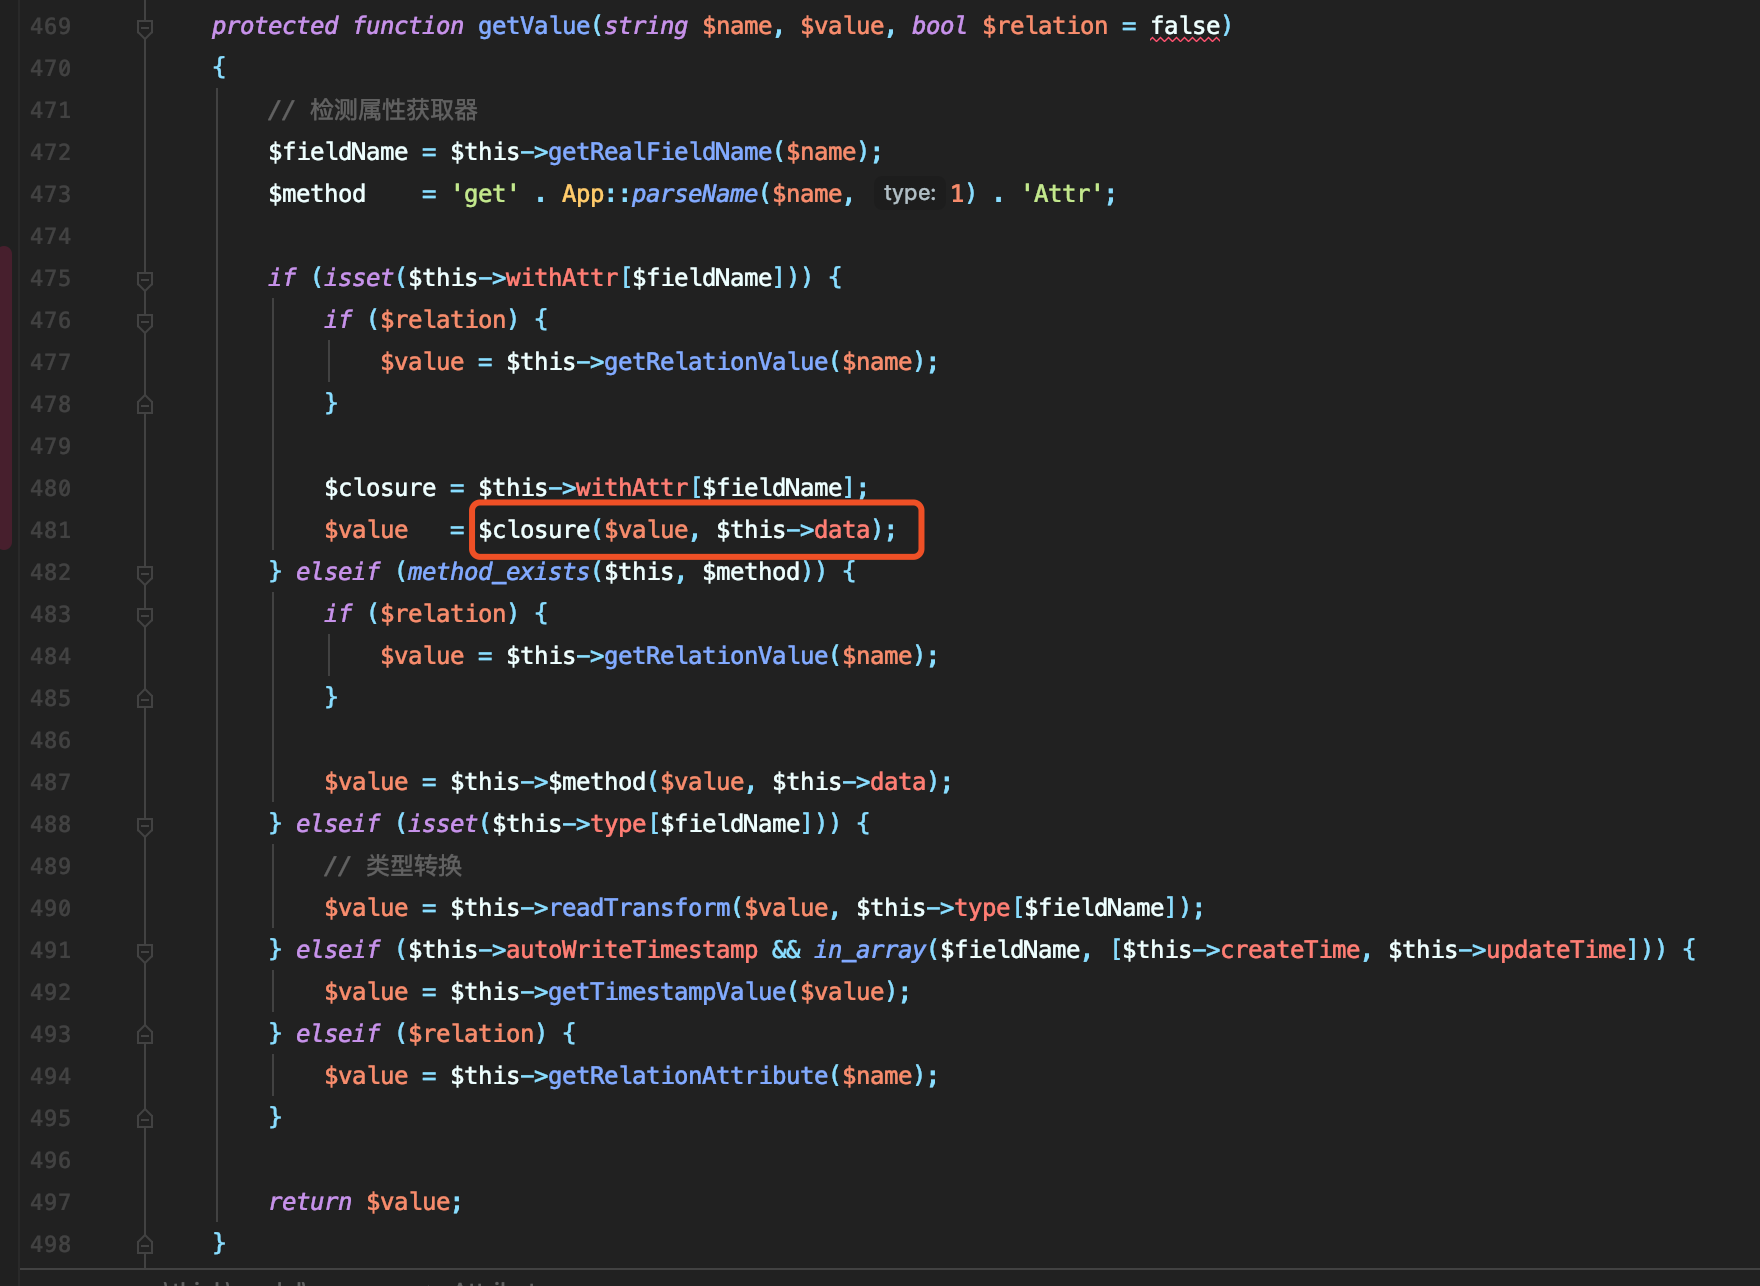 469 protected function getValue(string $name, $value, bool $relation = false)
470 {
471 // 检测属性获取器
472 $fieldName = $this->getRealFieldName($name);
473 $method    = 'get' . App::parseName($name, type: 1) . 'Attr';
474
475 if (isset($this->withAttr[$fieldName])) {
476 if ($relation) {
477 $value = $this->getRelationValue($name);
478 }
479
480 $closure = $this->withAttr[$fieldName];
481 $value   = $closure($value, $this->data);
482 } elseif (method_exists($this, $method)) {
483 if ($relation) {
484 $value = $this->getRelationValue($name);
485 }
486
487 $value = $this->$method($value, $this->data);
488 } elseif (isset($this->type[$fieldName])) {
489 // 类型转换
490 $value = $this->readTransform($value, $this->type[$fieldName]);
491 } elseif ($this->autoWriteTimestamp && in_array($fieldName, [$this->createTime, $this->updateTime])) {
492 $value = $this->getTimestampValue($value);
493 } elseif ($relation) {
494 $value = $this->getRelationAttribute($name);
495 }
496
497 return $value;
498 }